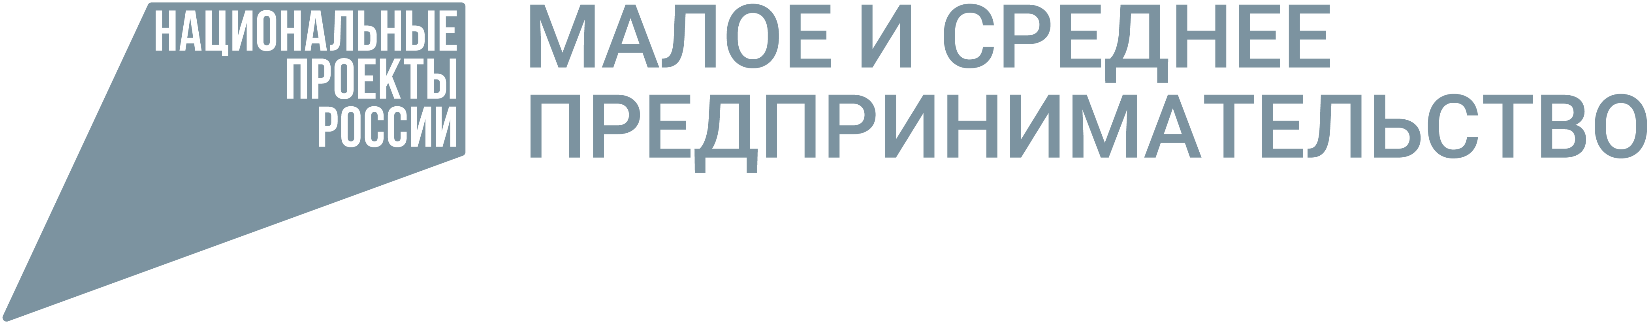 НАЦИОНАЛЬНЫЕ
ПРОЕКТЫ
РОССИИ
МАЛОЕ И СРЕДНЕЕ
ПРЕДПРИНИМАТЕЛЬСТВО